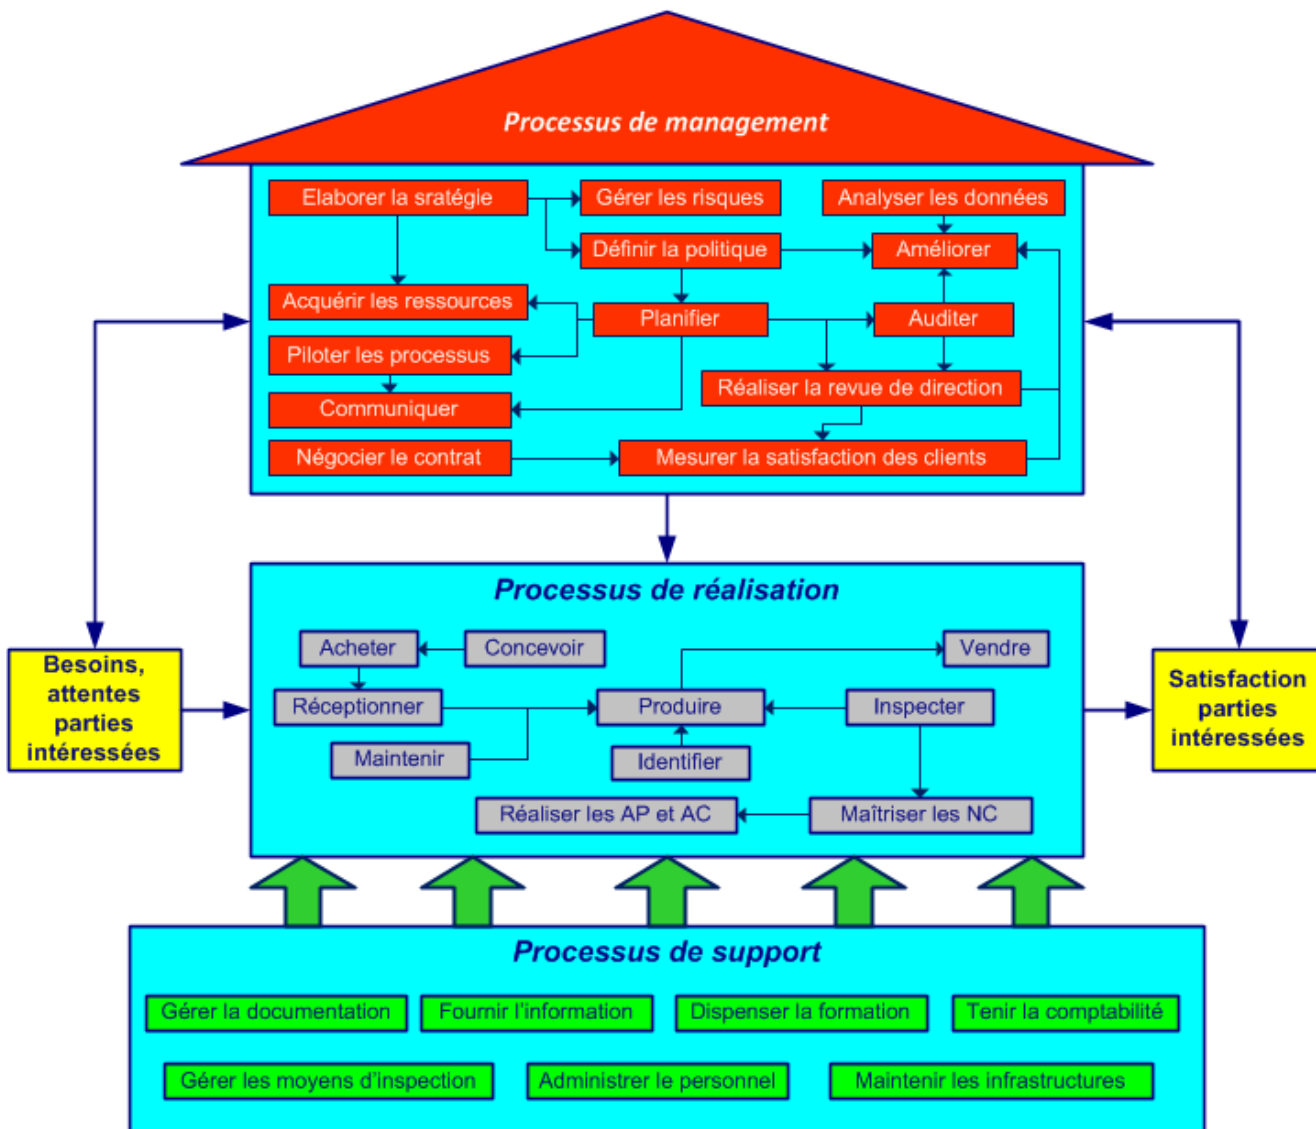 Processus de management
Elaborer la sratégie
Gérer les risques
Analyser les données
Définir la politique
Améliorer
Acquérir les ressources
Planifier
Auditer
Piloter les processus
Réaliser la revue de direction
Communiquer
Négocier le contrat
Mesurer la satisfaction des clients
Processus de réalisation
Acheter
Concevoir
Vendre
Besoins,
attentes
parties
intéressées
Réceptionner
Produire
Inspecter
Satisfaction
parties
intéressées
Maintenir
Identifier
Réaliser les AP et AC
Maîtriser les NC
Processus de support
Gérer la documentation
Fournir l'information
Dispenser la formation
Tenir la comptabilité
Gérer les moyens d'inspection
Administrer le personnel
Maintenir les infrastructures